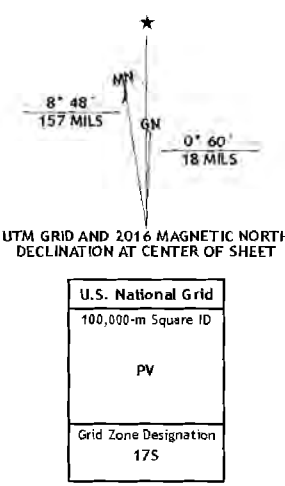 ★
MN
8° 48´
157 MILS
GN
0° 60´
18 MILS
UTM GRID AND 2016 MAGNETIC NORTH
DECLINATION AT CENTER OF SHEET
U.S. National Grid
100,000-m Square ID
PV
Grid Zone Designation
17S